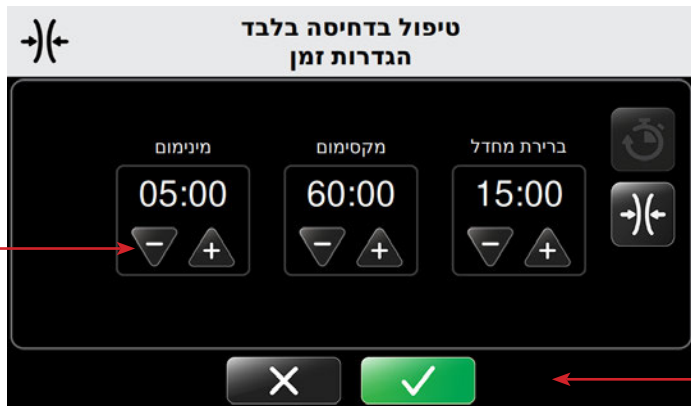 טיפול בדחיסה בלבד
הגדרות זמן
ברירת מחדל
מקסימום
מינימום
15:00
60:00
05:00